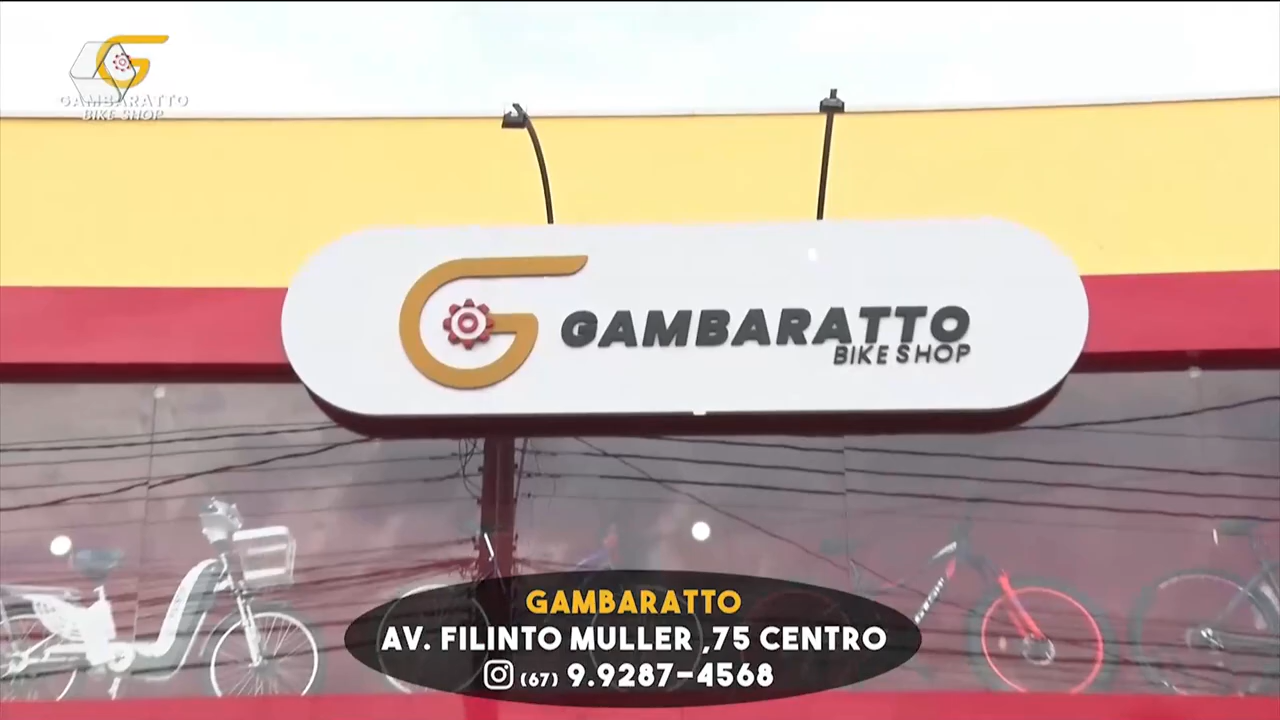 GAMBARATTO
BIKE SHOP
GAMBARATTO
BIKE SHOP
GAMBARATTO
AV. FILINTO MULLER ,75 CENTRO
(67) 9.9287-4568